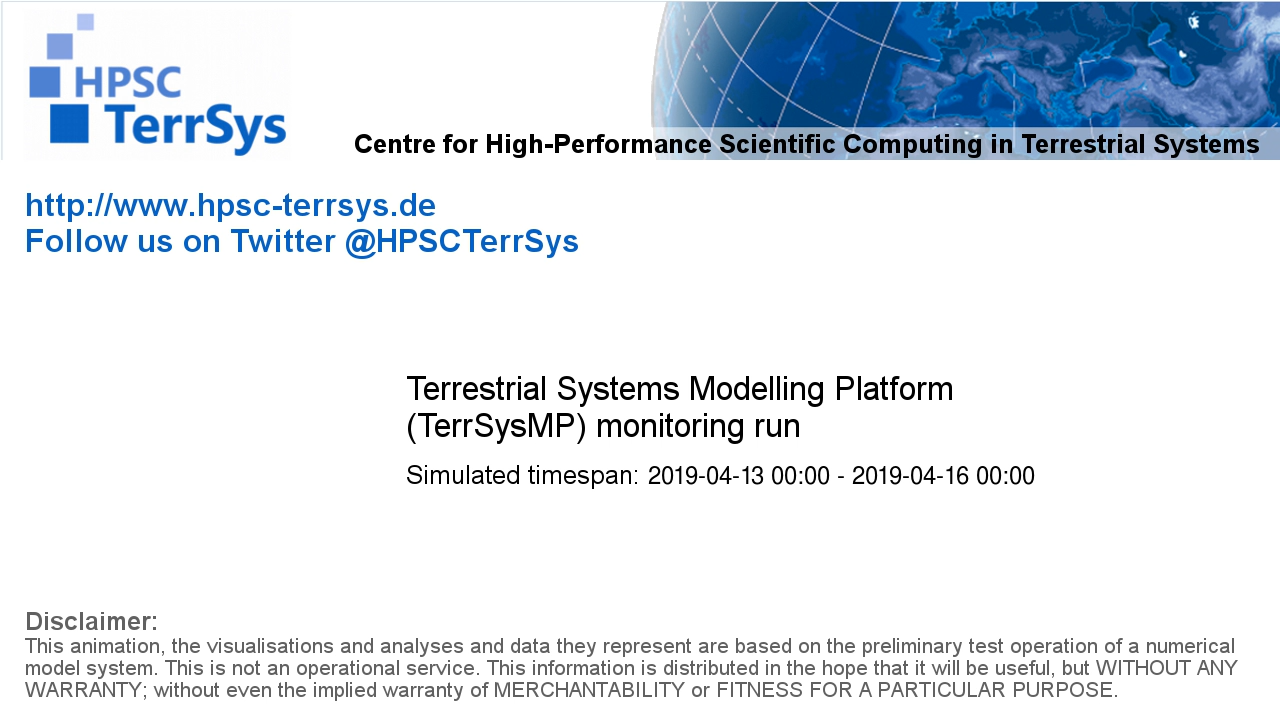 HPSC
TerrSys
Centre for High-Performance Scientific Computing in Terrestrial Systems
http://www.hpsc-terrsys.de
Follow us on Twitter @HPSCTerrSys
Terrestrial Systems Modelling Platform
(TerrSysMP) monitoring run
Simulated timespan: 2019-04-13 00:00 - 2019-04-16 00:00
Disclaimer:
This animation, the visualisations and analyses and data they represent are based on the preliminary test operation of a numerical
model system. This is not an operational service. This information is distributed in the hope that it will be useful, but WITHOUT ANY
WARRANTY; without even the implied warranty of MERCHANTABILITY or FITNESS FOR A PARTICULAR PURPOSE.